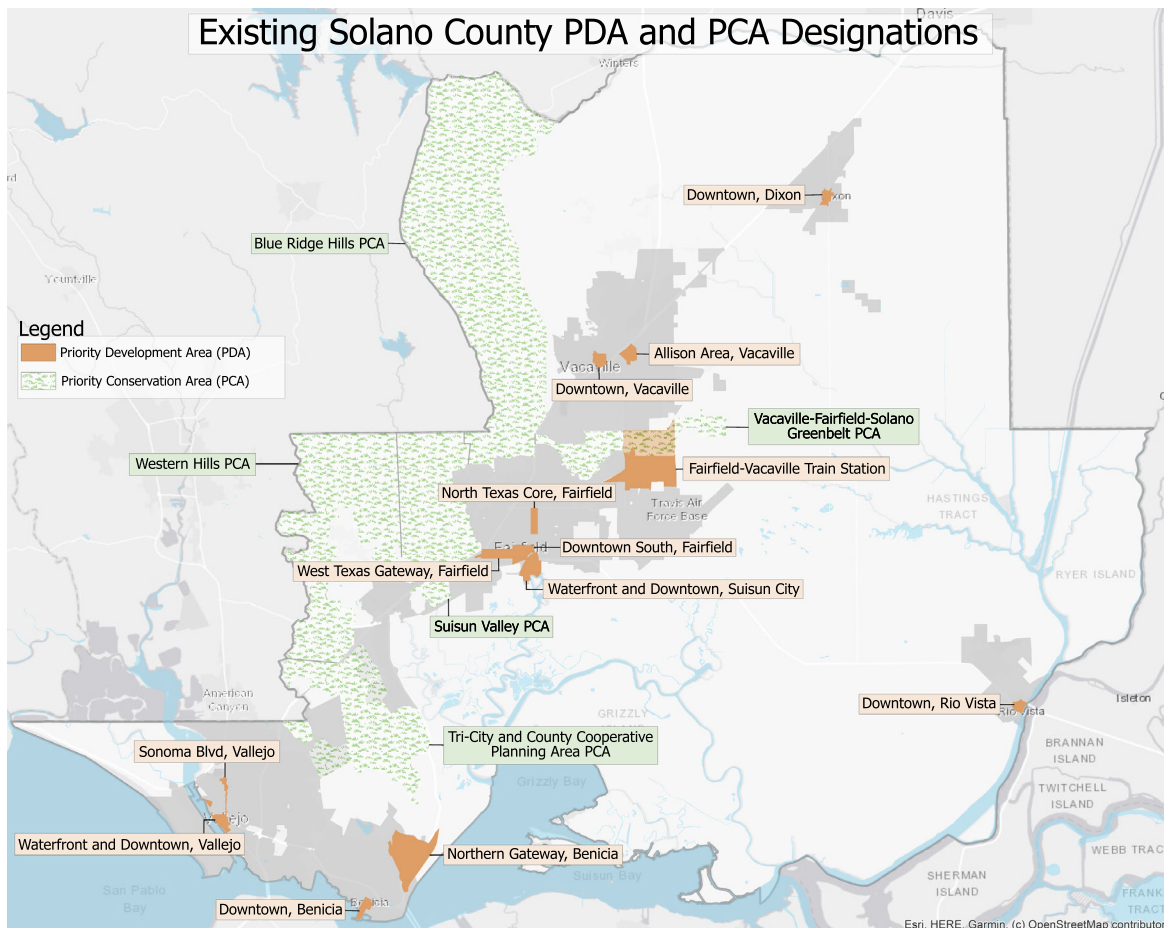 Davis
Existing Solano County PDA and PCA Designations
Winters
rd
Downtown, Dixon
xon
Blue Ridge Hills PCA
Yountville
Legend
Priority Development Area (PDA)
Priority Conservation Area (PCA)
Allison Area, Vacaville
Downtown, Vacaville
Vacaville-Fairfield-Solano
Greenbelt PCA
Western Hills PCA
Fairfield-Vacaville Train Station
North Texas Core, Fairfield
Travis Air
Force Base
HASTINGS
TRACT
Downtown South, Fairfield
West Texas Gateway, Fairfield
RYER ISLAND
Waterfront and Downtown, Suisun City
Suisun Valley PCA
American
Canyon
Isleton
Downtown, Rio Vista
Rio Vista
GRIZZLY
Tri-City and County Cooperative
Planning Area PCA
BRANNAN
ISLAND
Sonoma Blvd, Vallejo
Grizzly Bay
TWITCHELL
ISLAND
ejo
Waterfront and Downtown, Vallejo
Northern Gateway, Benicia
WEBB TRAC
Suisun Bay
SHERMAN
ISLAND
San Pablo
Bay
Downtown, Benicia
FRANK
TRACT
Esri, HERE, Garmin, (c) OpenStreetMap contributor